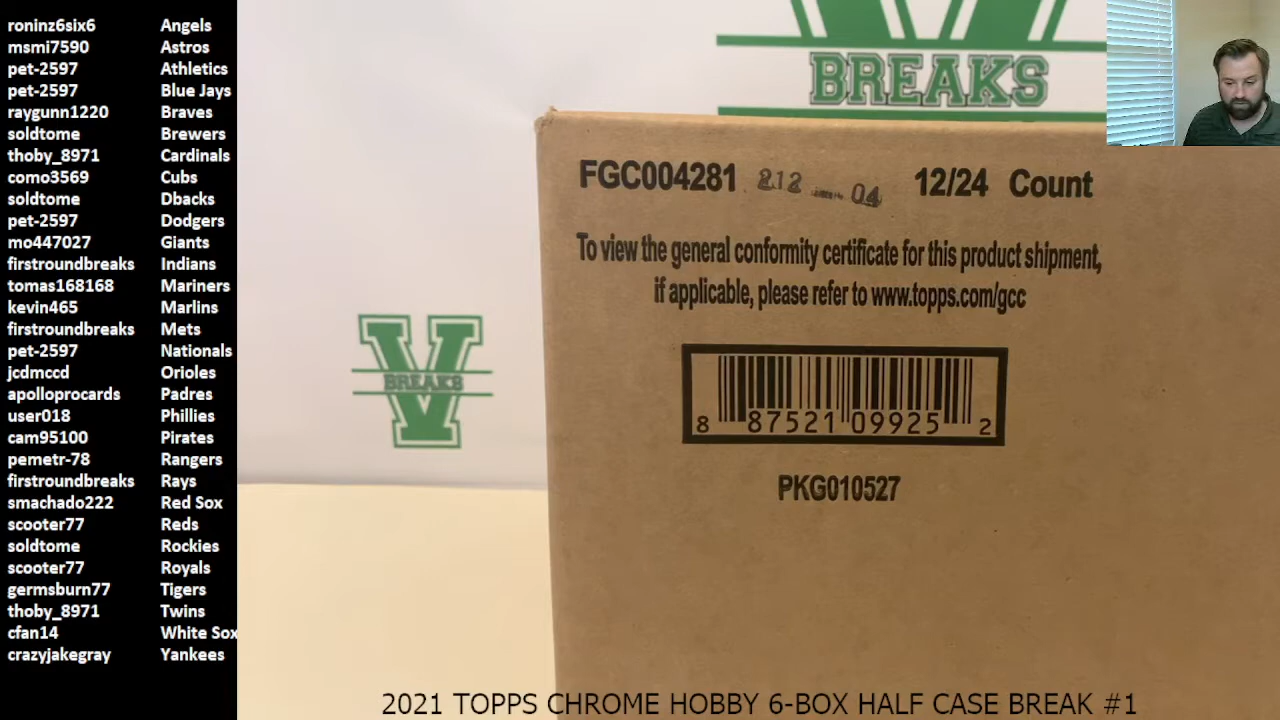 roninz6six6 Angels
msmi7590 Astros
pet-2597 Athletics
pet-2597 Blue Jays
raygunn1220 Braves
soldtome Brewers
thoby_8971 Cardinals
como3569 Cubs
soldtome Dbacks
pet-2597 Dodgers
mo447027 Giants
firstroundbreaks Indians
tomas168168 Mariners
kevin465 Marlins
firstroundbreaks Mets
pet-2597 Nationals
jcdmccd Orioles
apolloprocards Padres
user018 Phillies
cam95100 Pirates
pemetr-78 Rangers
firstroundbreaks Rays
smachado222 Red Sox
scooter77 Reds
soldtome Rockies
scooter77 Royals
germsburn77 Tigers
thoby_8971 Twins
cfan14 White Sox
crazyjakegray Yankees
V
BREAKS
V
BREAKS
FGC004281 212 04 12/24 Count
To view the general conformity certificate for this product shipment,
if applicable, please refer to www.topps.com/gcc
8 87521 09925 2
PKG010527
2021 TOPPS CHROME HOBBY 6-BOX HALF CASE BREAK #1